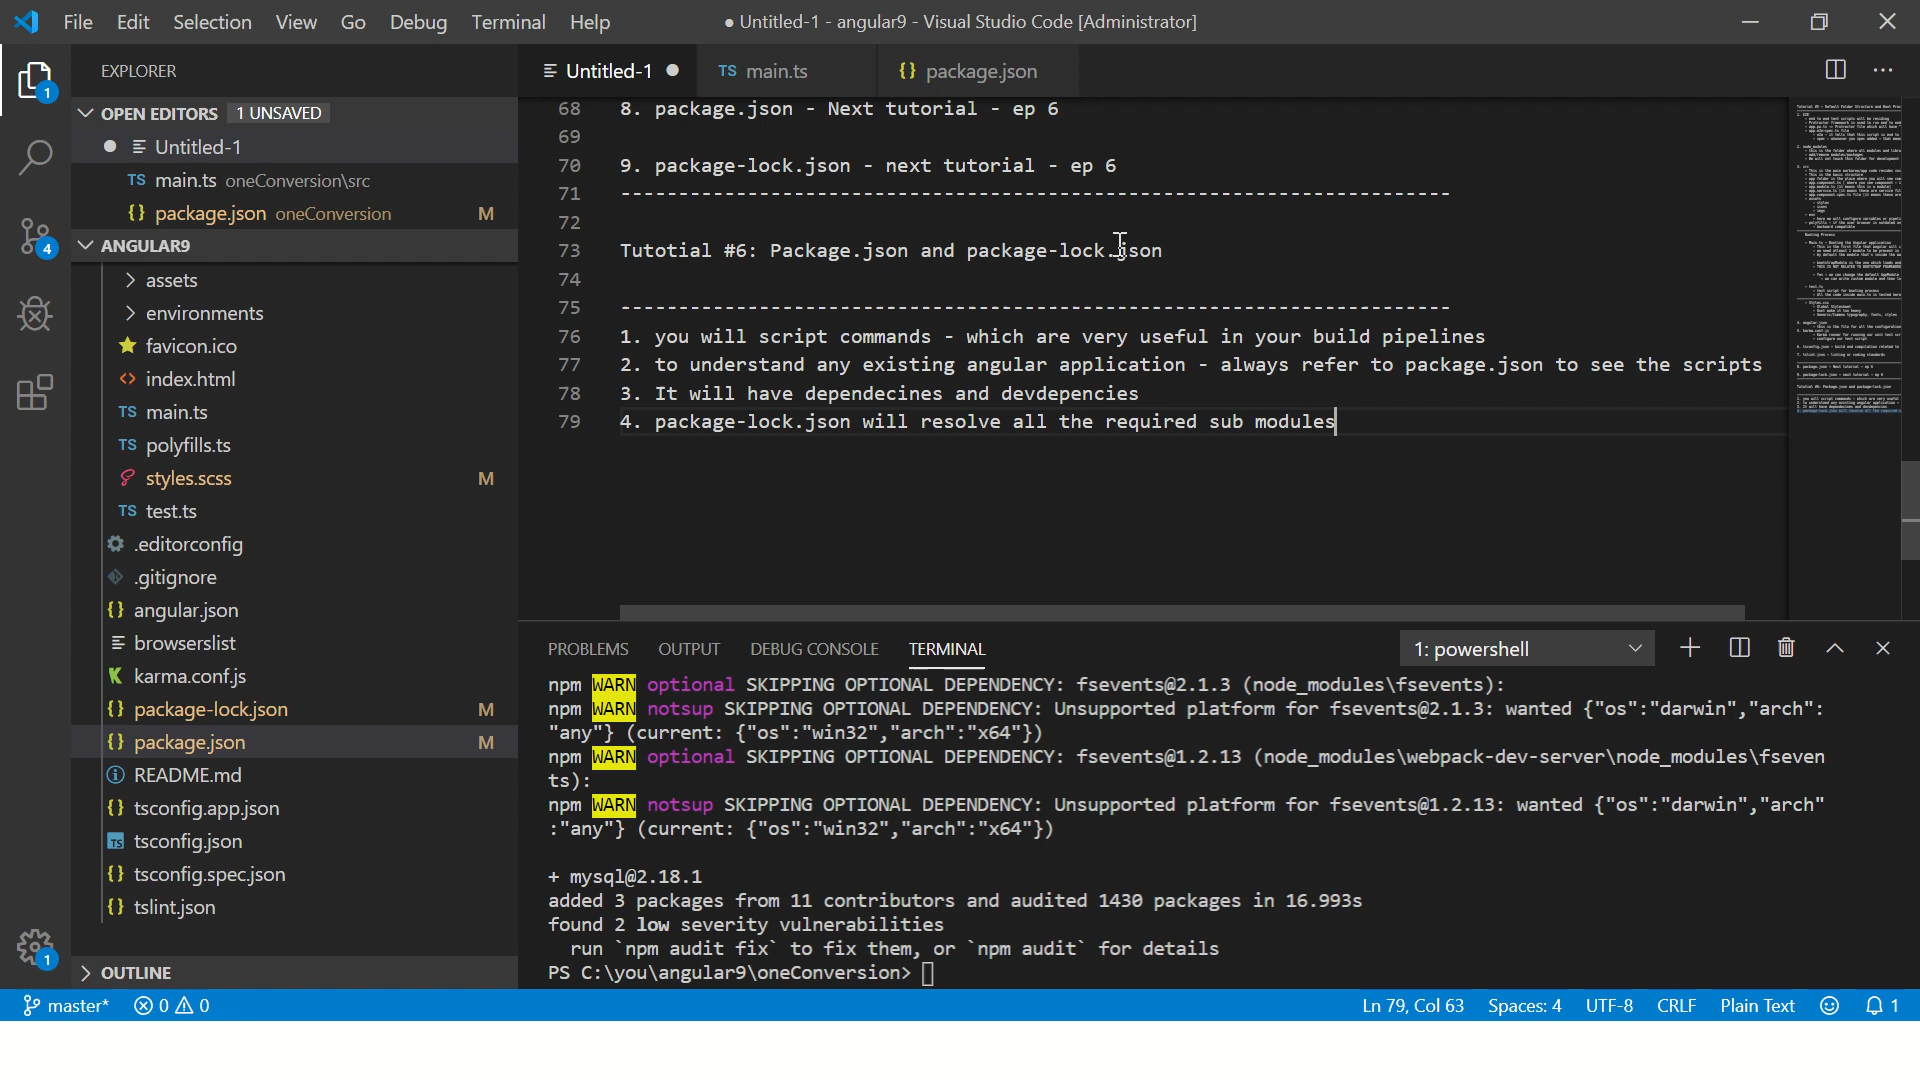 File Edit Selection View Go Debug Terminal Help
● Untitled-1 - angular9 - Visual Studio Code [Administrator]
EXPLORER
OPEN EDITORS 1 UNSAVED
Untitled-1
TS main.ts oneConversion\src
{} package.json oneConversion M
ANGULAR9
assets
environments
favicon.ico
<> index.html
TS main.ts
TS polyfills.ts
styles.scss M
TS test.ts
.editorconfig
.gitignore
{} angular.json
browserslist
karma.conf.js
{} package-lock.json M
{} package.json M
README.md
{} tsconfig.app.json
TS tsconfig.json
{} tsconfig.spec.json
{} tslint.json
OUTLINE
1
4
1
Untitled-1 ● TS main.ts {} package.json
68 8. package.json - Next tutorial - ep 6
69
70 9. package-lock.json - next tutorial - ep 6
71 ------------------------------------------------------------------------
72
73 Tutotial #6: Package.json and package-lock.json
74
75 ------------------------------------------------------------------------
76 1. you will script commands - which are very useful in your build pipelines
77 2. to understand any existing angular application - always refer to package.json to see the scripts
78 3. It will have dependecines and devdepencies
79 4. package-lock.json will resolve all the required sub modules
PROBLEMS OUTPUT DEBUG CONSOLE TERMINAL 1: powershell
npm WARN optional SKIPPING OPTIONAL DEPENDENCY: fsevents@2.1.3 (node_modules\fsevents):
npm WARN notsup SKIPPING OPTIONAL DEPENDENCY: Unsupported platform for fsevents@2.1.3: wanted {"os":"darwin","arch":
"any"} (current: {"os":"win32","arch":"x64"})
npm WARN optional SKIPPING OPTIONAL DEPENDENCY: fsevents@1.2.13 (node_modules\webpack-dev-server\node_modules\fseven
ts):
npm WARN notsup SKIPPING OPTIONAL DEPENDENCY: Unsupported platform for fsevents@1.2.13: wanted {"os":"darwin","arch"
:"any"} (current: {"os":"win32","arch":"x64"})
+ mysql@2.18.1
added 3 packages from 11 contributors and audited 1430 packages in 16.993s
found 2 low severity vulnerabilities
run `npm audit fix` to fix them, or `npm audit` for details
PS C:\you\angular9\oneConversion>
master* 0 0 Ln 79, Col 63 Spaces: 4 UTF-8 CRLF Plain Text 1